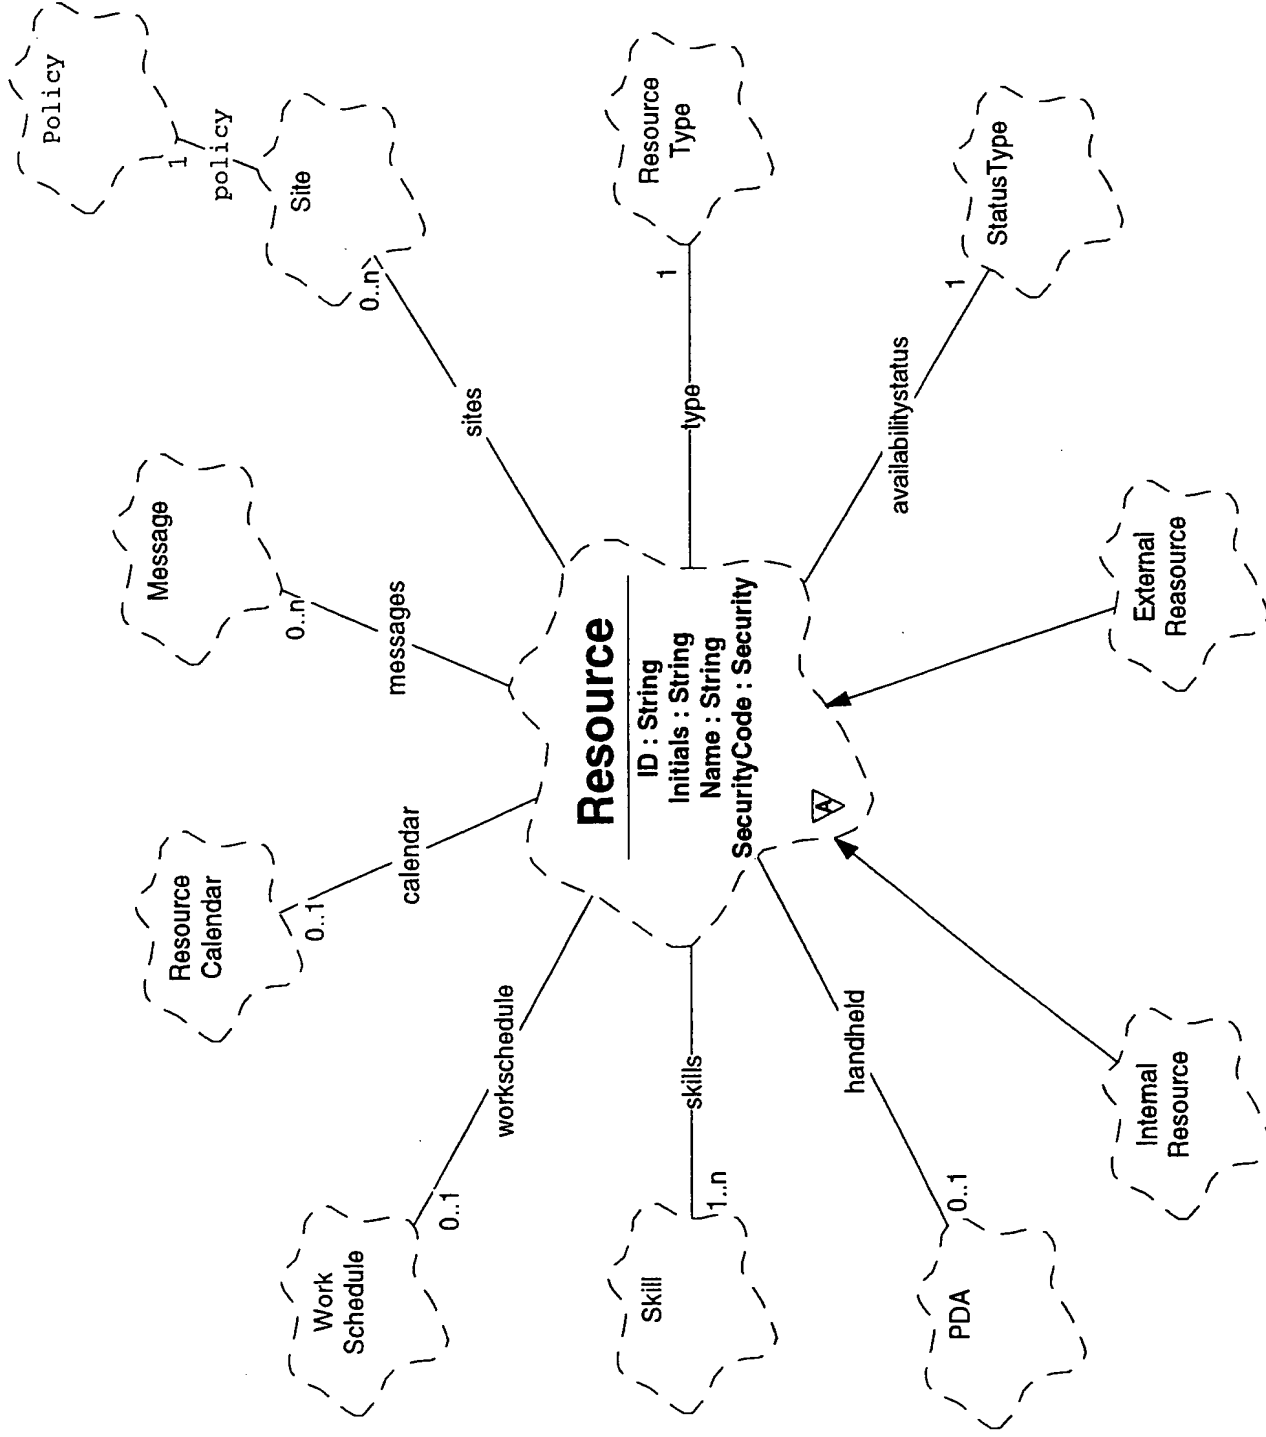 Policy
1
policy
Site
0..n
Message
0..n
Resource
Calendar
0..1
Work
Schedule
0..1
workschedule
calendar
messages
sites
Resource
ID : String
Initials : String
Name : String
SecurityCode : Security
A
Skill
1..n
skills
type
1
Resource
Type
PDA
0..1
handheld
availabilitystatus
1
StatusType
Internal
Resource
External
Reasource